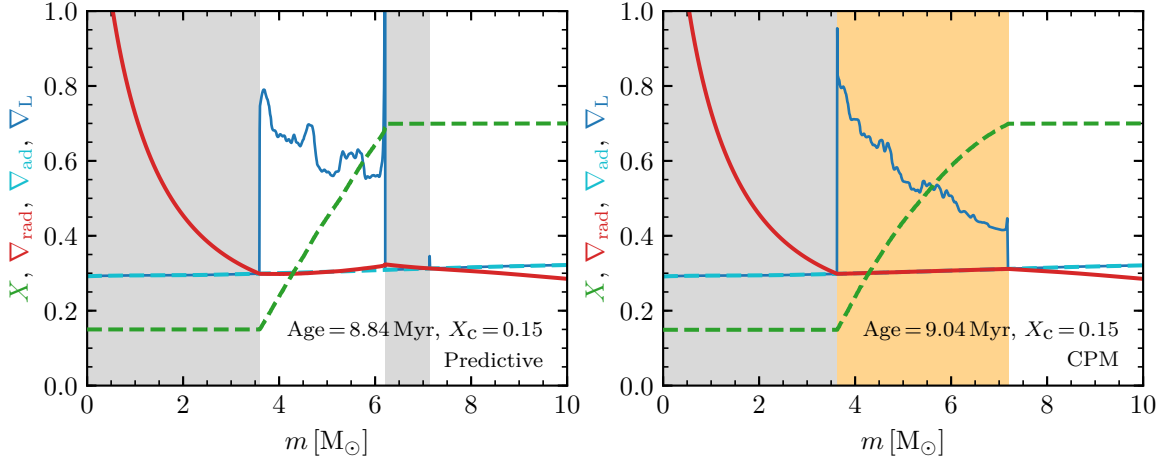 X, ∇rad, ∇ad, ∇L
1.0
0.8
0.6
0.4
0.2
0.0
Age = 8.84 Myr, Xc = 0.15
Predictive
0 2 4 6 8 10
m [M⊙]
X, ∇rad, ∇ad, ∇L
1.0
0.8
0.6
0.4
0.2
0.0
Age = 9.04 Myr, Xc = 0.15
CPM
0 2 4 6 8 10
m [M⊙]